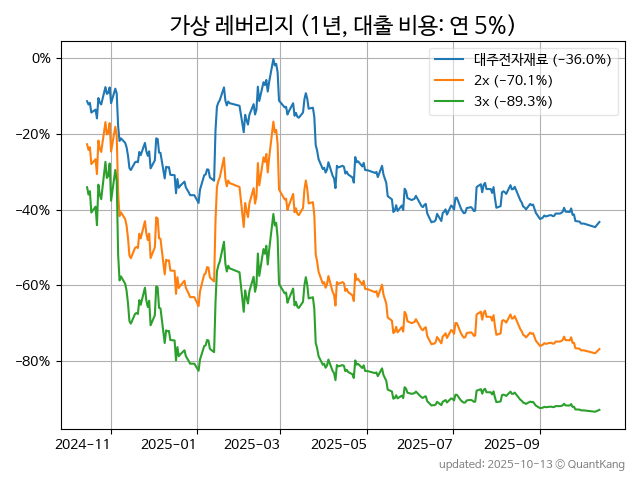 가상 레버리지 (1년, 대출 비용: 연 5%)
대주전자재료 (−36.0%)
2x (−70.1%)
3x (−89.3%)
0%
−20%
−40%
−60%
−80%
2024-11
2025-01
2025-03
2025-05
2025-07
2025-09
updated: 2025-10-13 © QuantKang